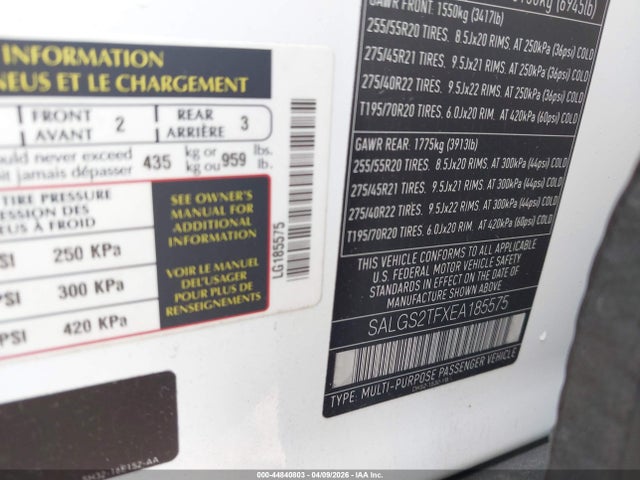 INFORMATION
NEUS ET LE CHARGEMENT
FRONT 2 REAR 3
AVANT ARRIÈRE
ould never exceed 435 kg or 959 lbs.
it jamais dépasser kg ou lb.
TIRE PRESSURE
ESSION DES
US À FROID
SI 250 KPa
PSI 300 KPa
PSI 420 KPa
SEE OWNER'S
MANUAL FOR
ADDITIONAL
INFORMATION
VOIR LE MANUEL
DEL'USAGER
POUR PLUS DE
RENSEIGNEMENTS
LG185575
(6945lb)
GAWR FRONT. 1550kg (3417lb)
255/55R20 TIRES. 8.5Jx20 RIMS. AT 250kPa (36psi) COLD
275/45R21 TIRES. 9.5Jx21 RIMS. AT 250kPa (36psi) COLD
275/40R22 TIRES. 9.5Jx22 RIMS. AT 250kPa (36psi) COLD
T195/70R20 TIRES. 6.0Jx20 RIM. AT 420kPa (60psi) COLD
GAWR REAR. 1775kg (3913lb)
255/55R20 TIRES. 8.5Jx20 RIMS. AT 300kPa (44psi) COLD
275/45R21 TIRES. 9.5Jx21 RIMS. AT 300kPa (44psi) COLD
275/40R22 TIRES. 9.5Jx22 RIMS. AT 300kPa (44psi) COLD
T195/70R20 TIRES. 6.0Jx20 RIM. AT 420kPa (60psi) COLD
THIS VEHICLE CONFORMS TO ALL APPLICABLE
U.S. FEDERAL MOTOR VEHICLE SAFETY
STANDARDS IN EFFECT ON THE DATE OF
MANUFACTURE SHOWN ABOVE.
SALGS2TFXEA185575
TYPE: MULTI-PURPOSE PASSENGER VEHICLE
000-44840803 - 04/09/2026 - IAAI.COM